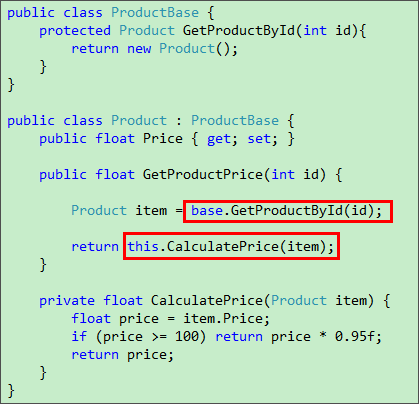 public class ProductBase {
    protected Product GetProductById(int id){
        return new Product();
    }
}
public class Product : ProductBase {
    public float Price { get; set; }
    public float GetProductPrice(int id) {
        Product item = base.GetProductById(id);
        return this.CalculatePrice(item);
    }
    private float CalculatePrice(Product item) {
        float price = item.Price;
        if (price >= 100) return price * 0.95f;
        return price;
    }
}